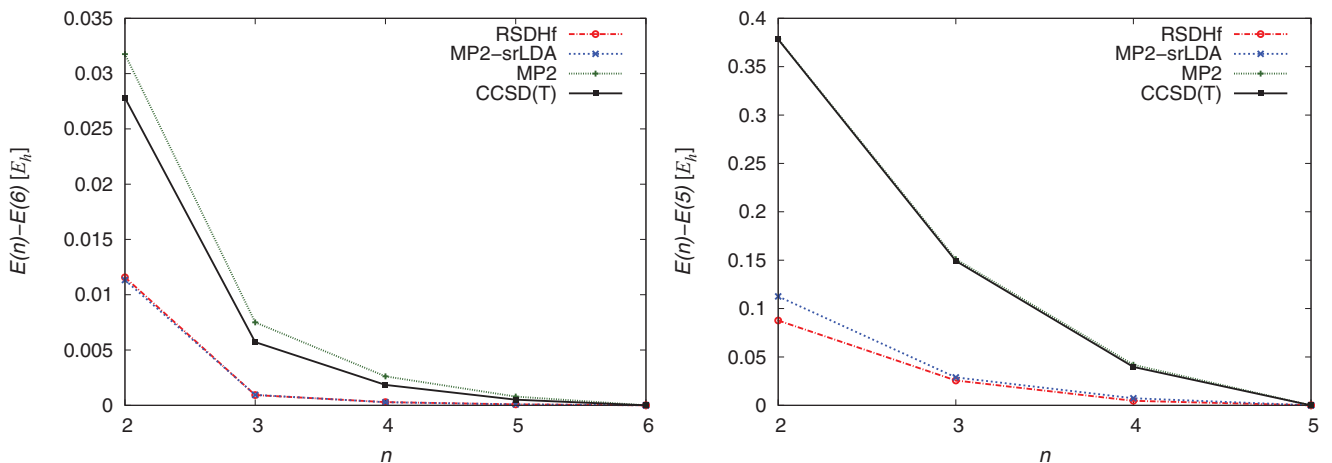 0.035
0.03
0.025
0.02
0.015
0.01
0.005
0
E(n)−E(6) [E_h]
2
3
4
5
6
n
RSDHf
MP2−srLDA
MP2
CCSD(T)
0.4
0.35
0.3
0.25
0.2
0.15
0.1
0.05
0
E(n)−E(5) [E_h]
2
3
4
5
n
RSDHf
MP2−srLDA
MP2
CCSD(T)